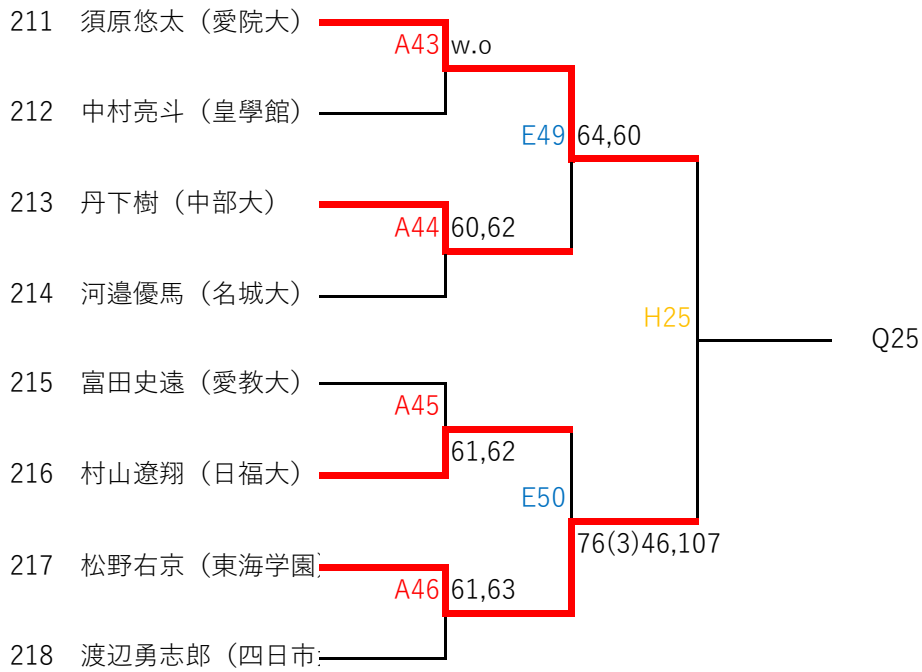 211 須原悠太（愛院大）
A43 w.o
212 中村亮斗（皇學館）
E49 64,60
213 丹下樹（中部大）
A44 60,62
214 河邉優馬（名城大）
H25
Q25
215 富田史遠（愛教大）
A45
61,62
216 村山遼翔（日福大）
E50
76(3)46,107
217 松野右京（東海学園）
A46 61,63
218 渡辺勇志郎（四日市